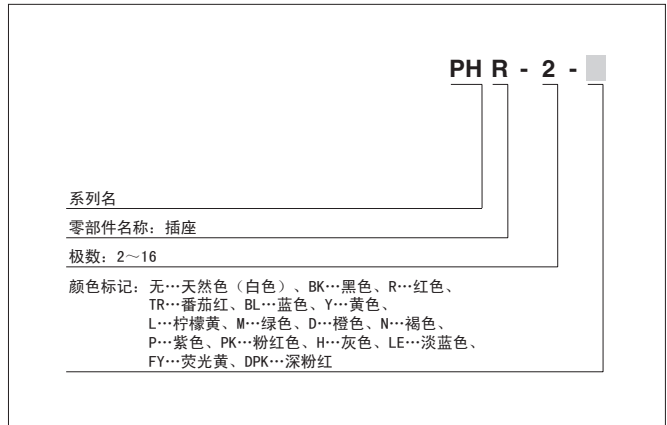 PH R - 2 -
系列名
零部件名称：插座
极数：2～16
颜色标记：无…天然色（白色）、BK…黑色、R…红色、
TR…番茄红、BL…蓝色、Y…黄色、
L…柠檬黄、M…绿色、D…橙色、N…褐色、
P…紫色、PK…粉红色、H…灰色、LE…淡蓝色、
FY…荧光黄、DPK…深粉红